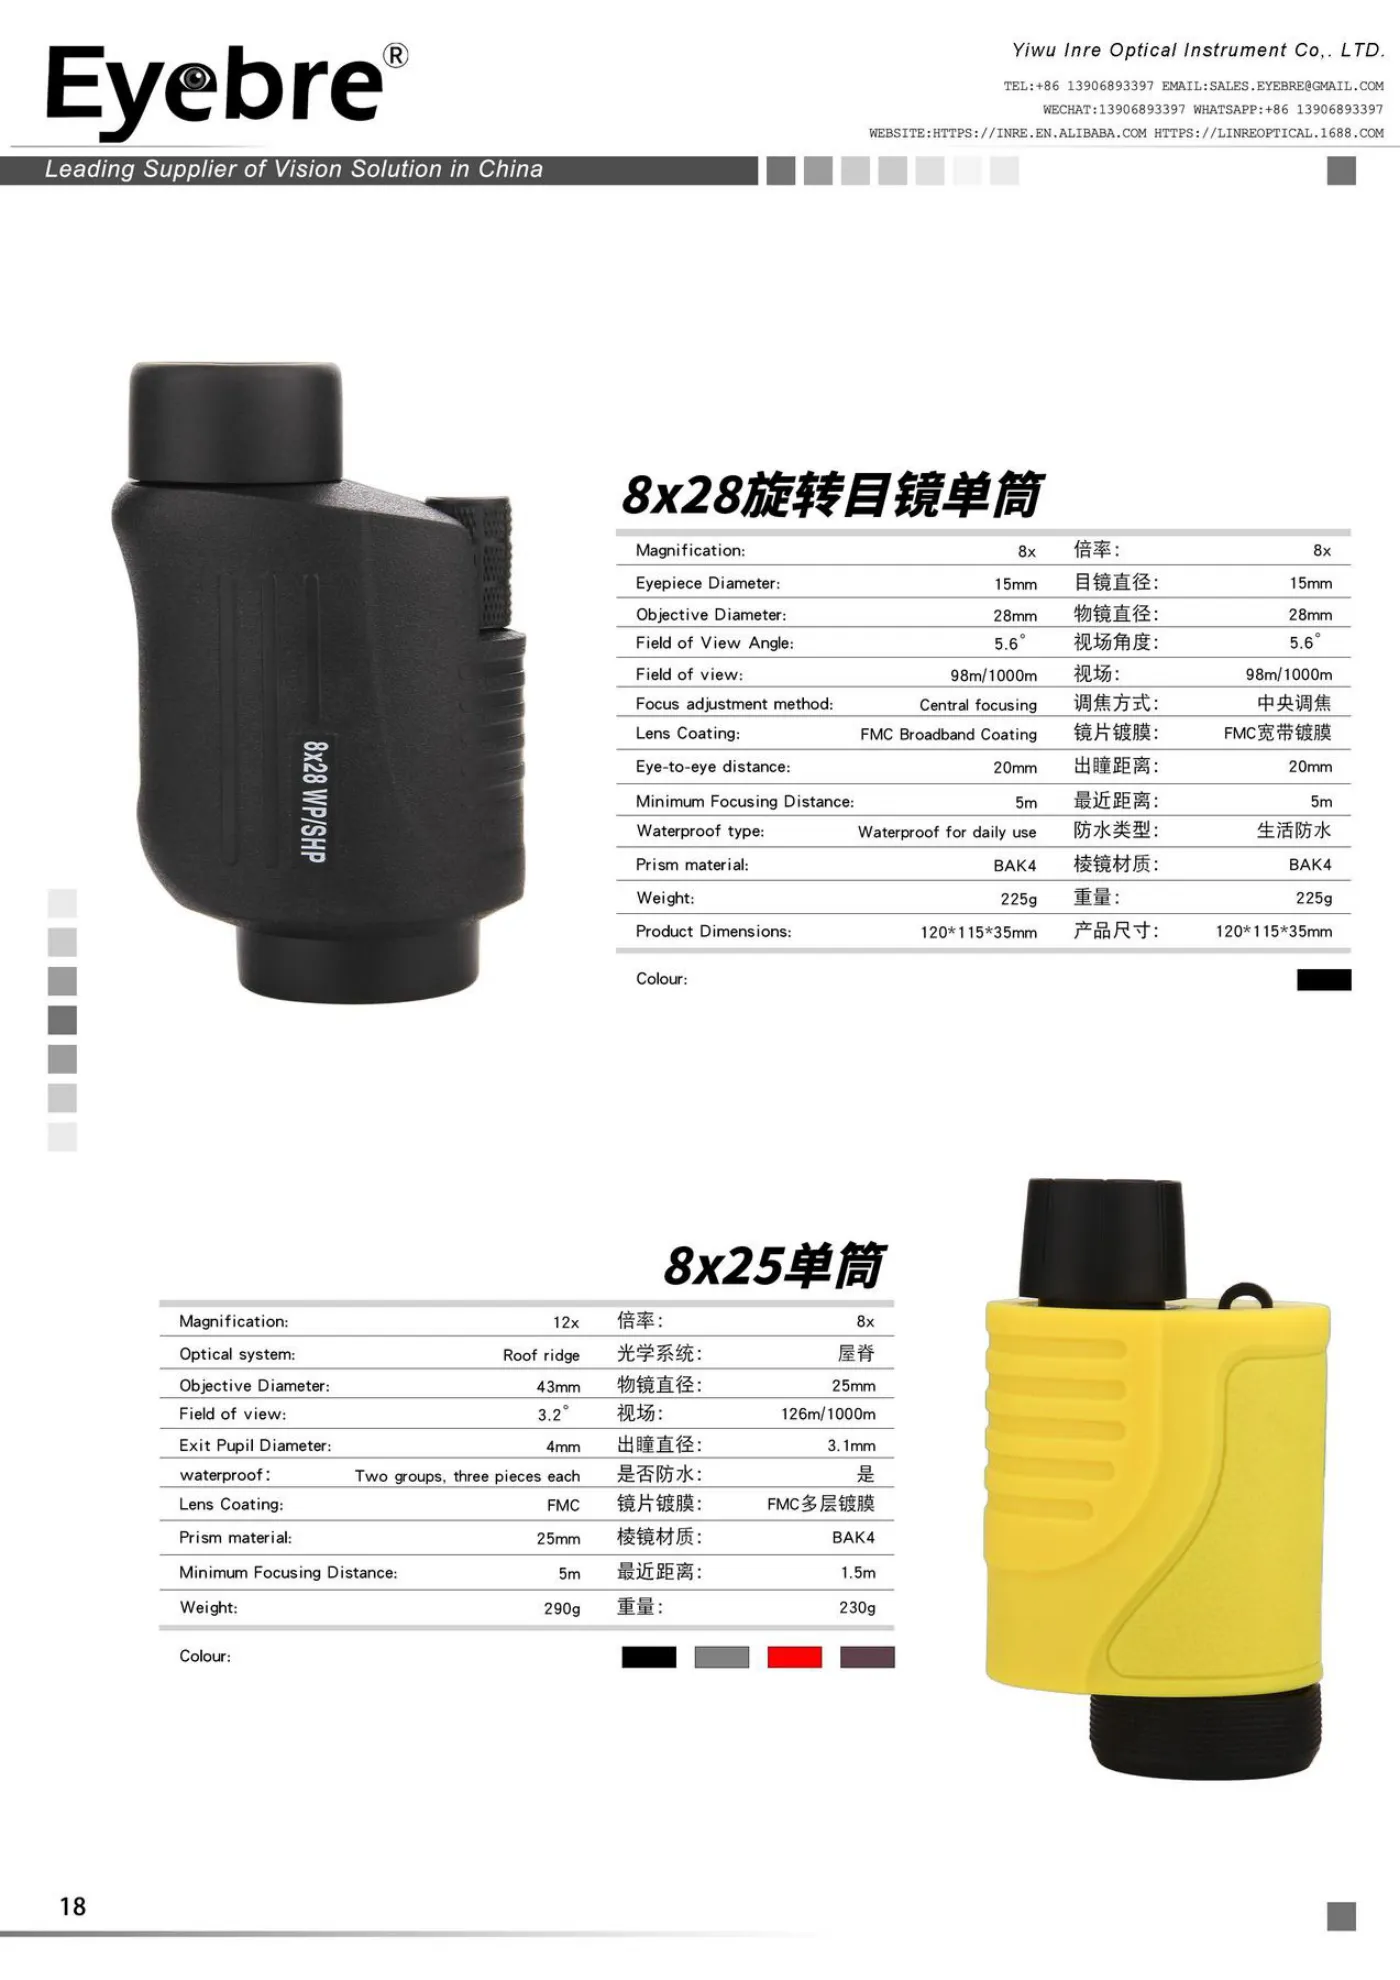 Eyebre®
Yiwu Inre Optical Instrument Co,. LTD.
TEL:+86 13906893397 EMAIL:SALES.EYEBRE@GMAIL.COM
WECHAT:13906893397 WHATSAPP:+86 13906893397
WEBSITE:HTTPS://INRE.EN.ALIBABA.COM HTTPS://LINREOPTICAL.1688.COM
Leading Supplier of Vision Solution in China
8x28 WP/SHP
8x28旋转目镜单筒
Magnification: 8x 倍率: 8x
Eyepiece Diameter: 15mm 目镜直径: 15mm
Objective Diameter: 28mm 物镜直径: 28mm
Field of View Angle: 5.6° 视场角度: 5.6°
Field of view: 98m/1000m 视场: 98m/1000m
Focus adjustment method: Central focusing 调焦方式: 中央调焦
Lens Coating: FMC Broadband Coating 镜片镀膜: FMC宽带镀膜
Eye-to-eye distance: 20mm 出瞳距离: 20mm
Minimum Focusing Distance: 5m 最近距离: 5m
Waterproof type: Waterproof for daily use 防水类型: 生活防水
Prism material: BAK4 棱镜材质: BAK4
Weight: 225g 重量: 225g
Product Dimensions: 120*115*35mm 产品尺寸: 120*115*35mm
Colour:
8x25单筒
Magnification: 12x 倍率: 8x
Optical system: Roof ridge 光学系统: 屋脊
Objective Diameter: 43mm 物镜直径: 25mm
Field of view: 3.2° 视场: 126m/1000m
Exit Pupil Diameter: 4mm 出瞳直径: 3.1mm
waterproof: Two groups, three pieces each 是否防水: 是
Lens Coating: FMC 镜片镀膜: FMC多层镀膜
Prism material: 25mm 棱镜材质: BAK4
Minimum Focusing Distance: 5m 最近距离: 1.5m
Weight: 290g 重量: 230g
Colour:
18